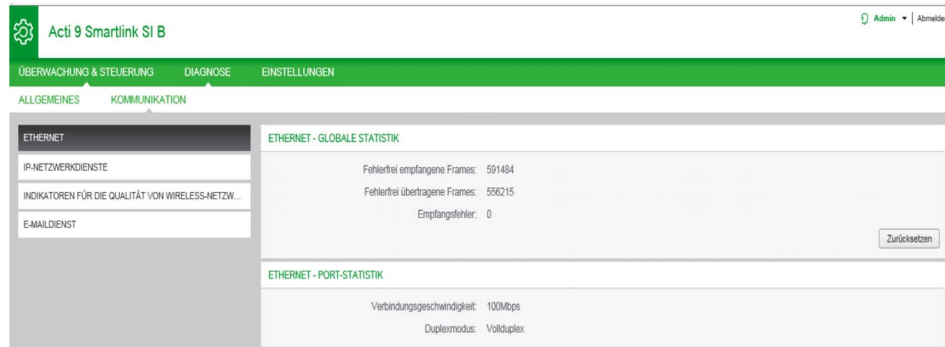 Acti 9 Smartlink SI B
Admin | Abmelde
ÜBERWACHUNG & STEUERUNG DIAGNOSE EINSTELLUNGEN
ALLGEMEINES KOMMUNIKATION
ETHERNET
IP-NETZWERKDIENSTE
INDIKATOREN FÜR DIE QUALITÄT VON WIRELESS-NETZW...
E-MAILDIENST
ETHERNET - GLOBALE STATISTIK
Fehlerfrei empfangene Frames: 591484
Fehlerfrei übertragene Frames: 556215
Empfangsfehler: 0
Zurücksetzen
ETHERNET - PORT-STATISTIK
Verbindungsgeschwindigkeit: 100Mbps
Duplexmodus: Vollduplex